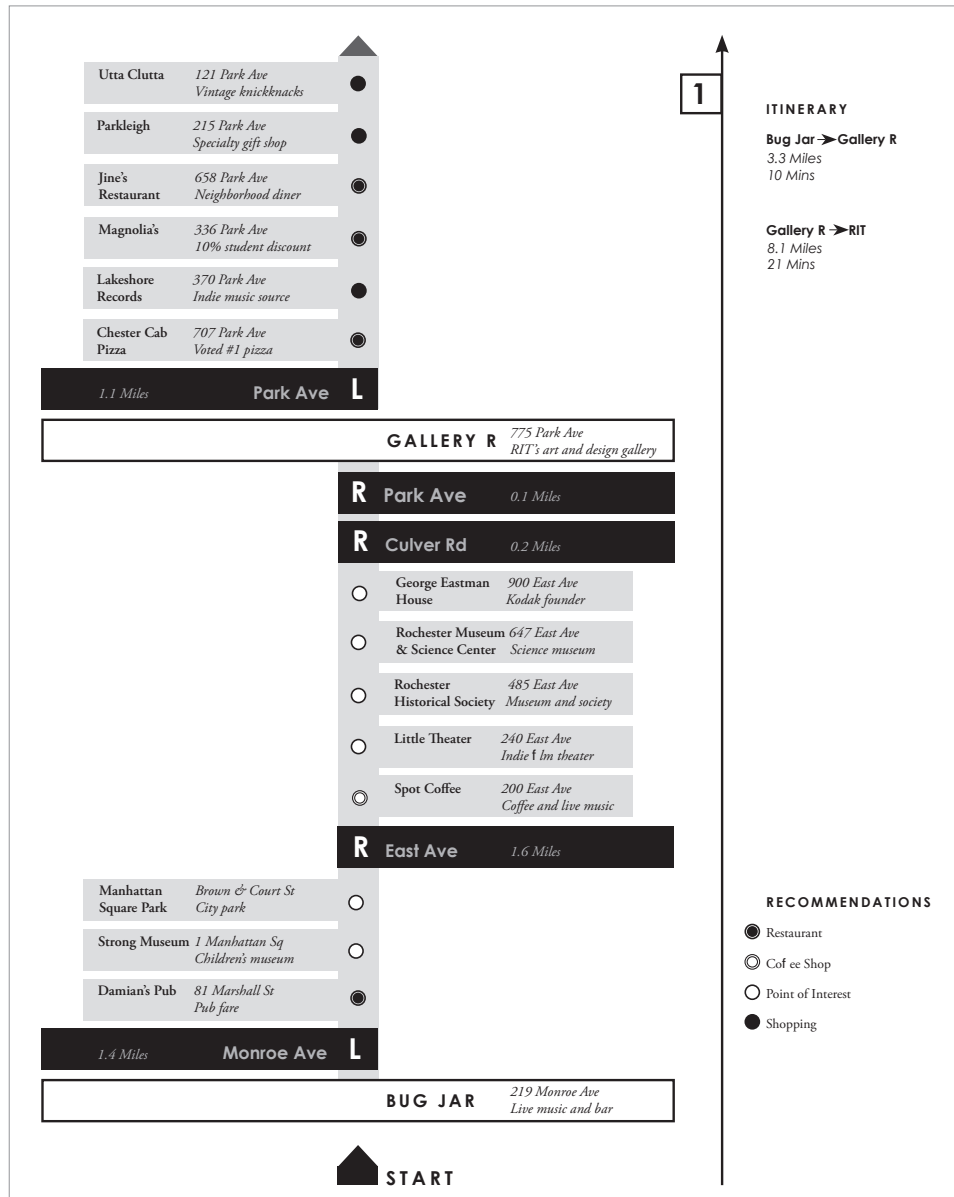 Utta Clutta 121 Park Ave
Vintage knickknacks
Parkleigh 215 Park Ave
Specialty gift shop
Jine's 658 Park Ave
Restaurant Neighborhood diner
Magnolia's 336 Park Ave
10% student discount
Lakeshore 370 Park Ave
Records Indie music source
Chester Cab 707 Park Ave
Pizza Voted #1 pizza
1.1 Miles Park Ave L
GALLERY R 775 Park Ave
RIT's art and design gallery
R Park Ave 0.1 Miles
R Culver Rd 0.2 Miles
George Eastman 900 East Ave
House Kodak founder
Rochester Museum 647 East Ave
& Science Center Science museum
Rochester 485 East Ave
Historical Society Museum and society
Little Theater 240 East Ave
Indie f lm theater
Spot Coffee 200 East Ave
Coffee and live music
R East Ave 1.6 Miles
Manhattan Brown & Court St
Square Park City park
Strong Museum 1 Manhattan Sq
Children's museum
Damian's Pub 81 Marshall St
Pub fare
1.4 Miles Monroe Ave L
BUG JAR 219 Monroe Ave
Live music and bar
START
1
ITINERARY
Bug Jar➔Gallery R
3.3 Miles
10 Mins
Gallery R ➔RIT
8.1 Miles
21 Mins
RECOMMENDATIONS
Restaurant
Cof ee Shop
Point of Interest
Shopping